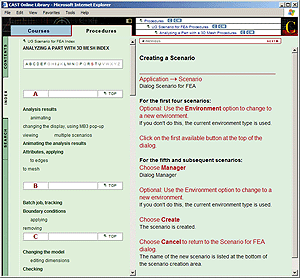 CAST Online Library - Microsoft Internet Explorer
File Edit View Favorites Tools Help
Courses
Procedures
UG Scenario for FEA Index
ANALYZING A PART WITH 3D MESH INDEX
A B C D E F G H I J K L M N O P Q R S T U V W X Y Z
A
TOP
Analysis results
animating
changing the display, using MB3 pop-up
viewing multiple scenarios
Animating the analysis results
Attributes, applying
to edges
to mesh
B
TOP
Batch job, tracking
Boundary conditions
applying
removing
C
TOP
Changing the model
editing dimensions
Checking
CONTENTS
INDEX
SEARCH
Procedures
UG Scenario for FEA Procedures
Analyzing a Part with a 3D Mesh Procedures
C
Creating a Scenario
Application → Scenario
Dialog Scenario for FEA
For the first four scenarios:
Optional: Use the Environment option to change to
a new environment.
If you don't do this, the current environment type is used.
Click on the first available button at the top of the
dialog.
For the fifth and subsequent scenarios:
Choose Manager
Dialog Manager
Optional: Use the Environment option to change to a
new environment.
If you don't do this, the current environment type is used.
Choose Create
The scenario is created.
Choose Cancel to return to the Scenario for FEA
dialog.
The name of the new scenario is listed at the bottom of
the scenario creation area.